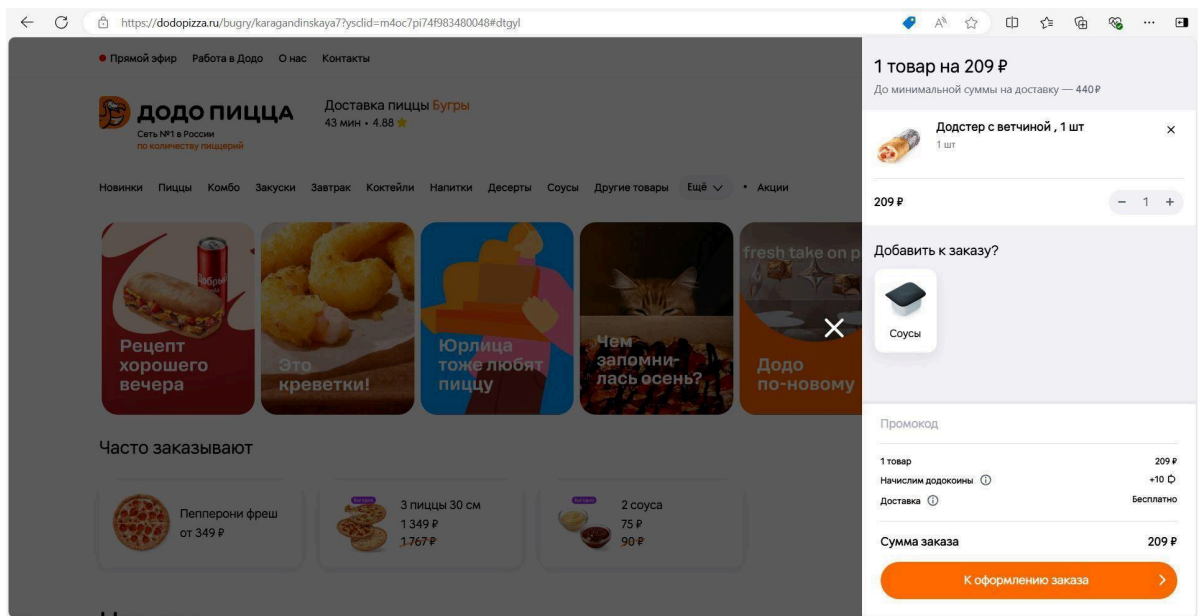 https://dodopizza.ru/bugry/karagandinskaya7?ysclid=m4oc7pi74f983480048#dtgyl
Прямой эфир Работа в Додо О нас Контакты
додо пицца
Сеть №1 в России
по количеству пиццерий
Доставка пиццы Бугры
43 мин • 4.88
Новинки Пиццы Комбо Закуски Завтрак Коктейли Напитки Десерты Соусы Другие товары Ещё • Акции
Рецепт
хорошего
вечера
Это
креветки!
Юрлица
тоже любят
пиццу
Чем
запомни-
лась осень?
fresh take on p
Додо
по-новому
Часто заказывают
Пепперони фреш
от 349 ₽
3 пиццы 30 см
1 349 ₽
1 767 ₽
2 соуса
75 ₽
90 ₽
1 товар на 209 ₽
До минимальной суммы на доставку — 440 ₽
Додстер с ветчиной , 1 шт
1 шт
209 ₽
− 1 +
Добавить к заказу?
Соусы
Промокод
1 товар 209 ₽
Начислим додокоины +10
Доставка Бесплатно
Сумма заказа 209 ₽
К оформлению заказа